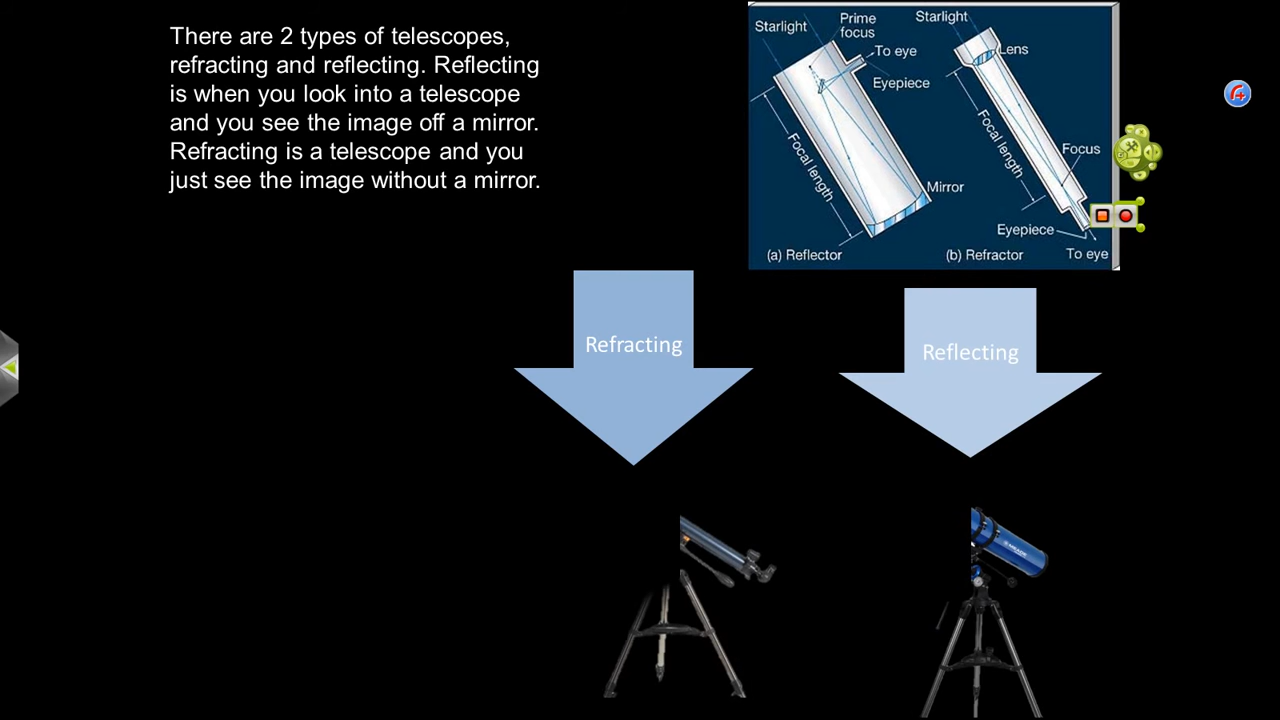 There are 2 types of telescopes,
refracting and reflecting. Reflecting
is when you look into a telescope
and you see the image off a mirror.
Refracting is a telescope and you
just see the image without a mirror.
Starlight
Prime
focus
To eye
Eyepiece
Focal length
Mirror
(a) Reflector
Starlight
Lens
Focal length
Focus
Eyepiece
(b) Refractor
To eye
Refracting
Reflecting
MEADE